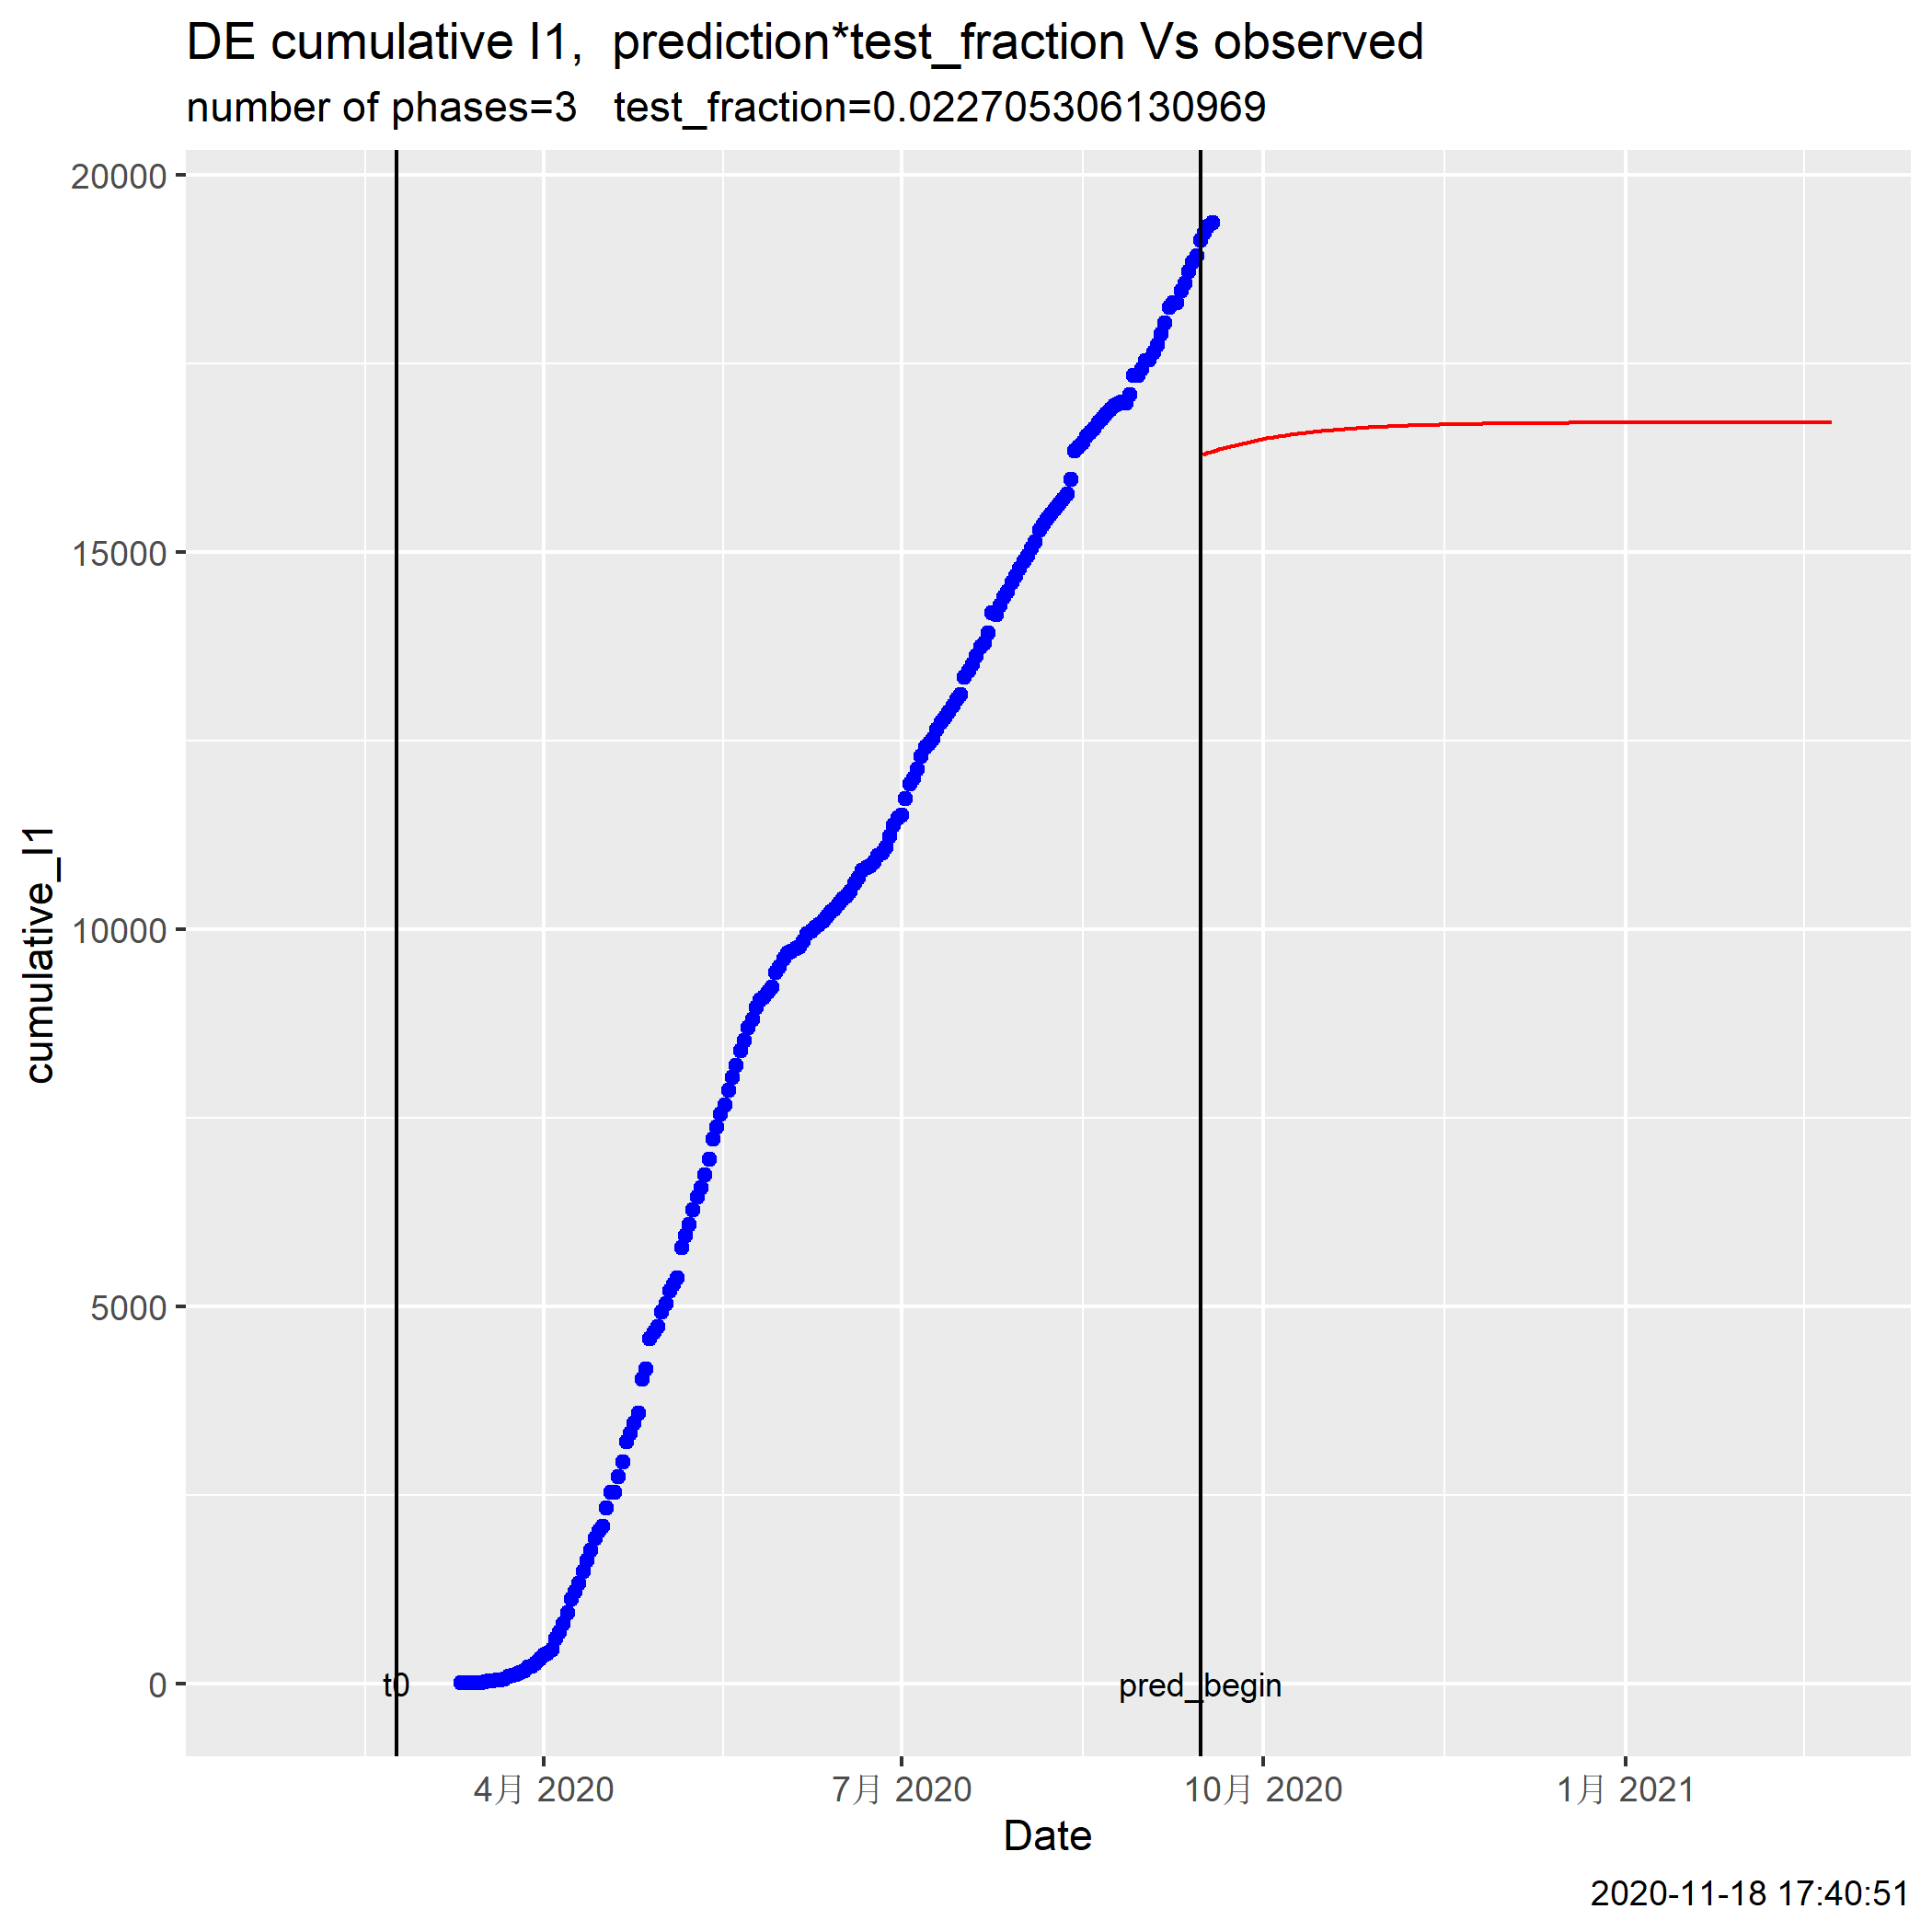 DE cumulative I1,  prediction*test_fraction Vs observed
number of phases=3   test_fraction=0.022705306130969
20000
15000
10000
5000
0
cumulative_I1
t0
pred_begin
4月 2020
7月 2020
10月 2020
1月 2021
Date
2020-11-18 17:40:51